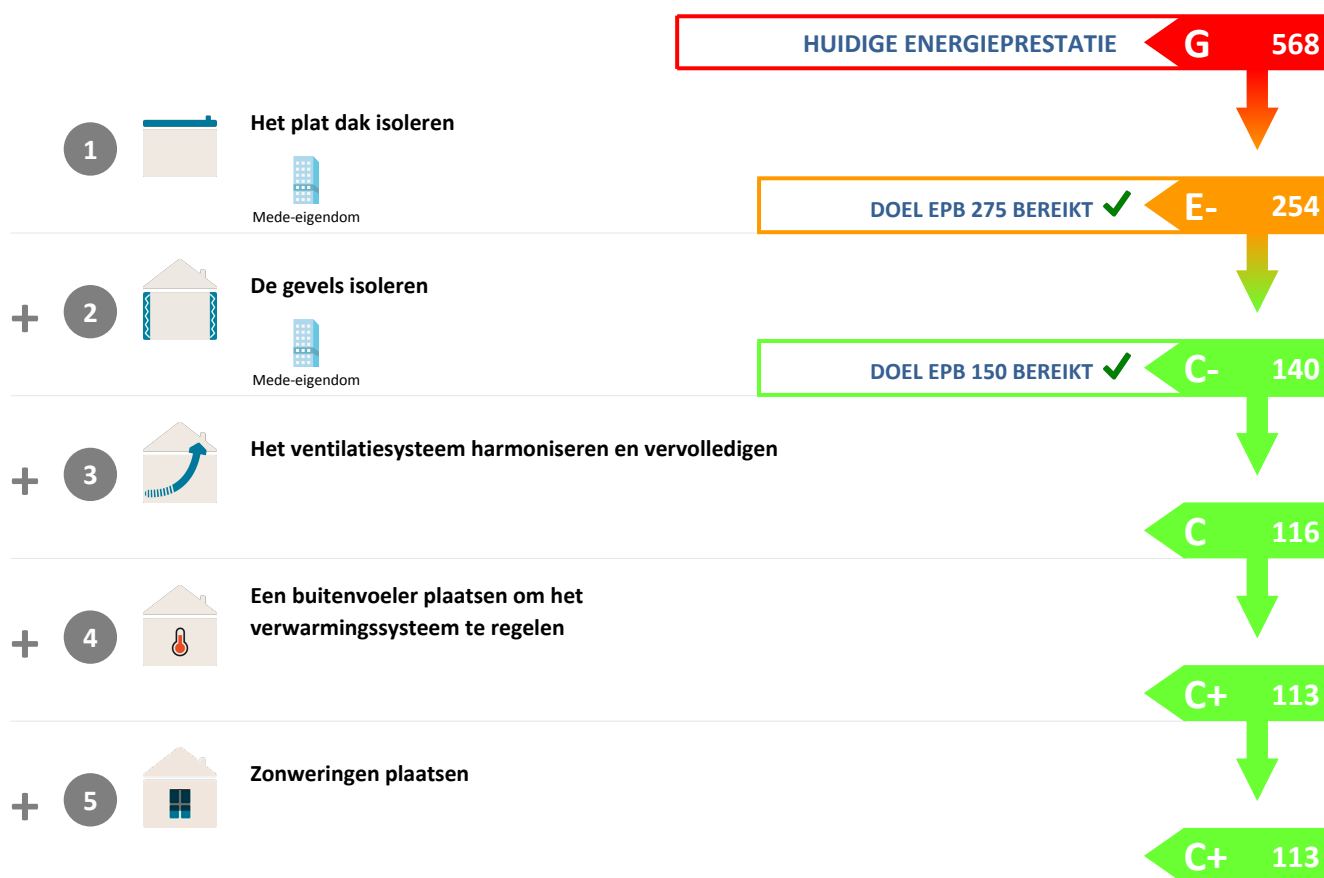 HUIDIGE ENERGIEPRESTATIE G 568
1 Het plat dak isoleren
Mede-eigendom
DOEL EPB 275 BEREIKT ✔ E- 254
+ 2 De gevels isoleren
Mede-eigendom
DOEL EPB 150 BEREIKT ✔ C- 140
+ 3 Het ventilatiesysteem harmoniseren en vervolledigen
C 116
+ 4 Een buitenvoeler plaatsen om het
verwarmingssysteem te regelen
C+ 113
+ 5 Zonweringen plaatsen
C+ 113